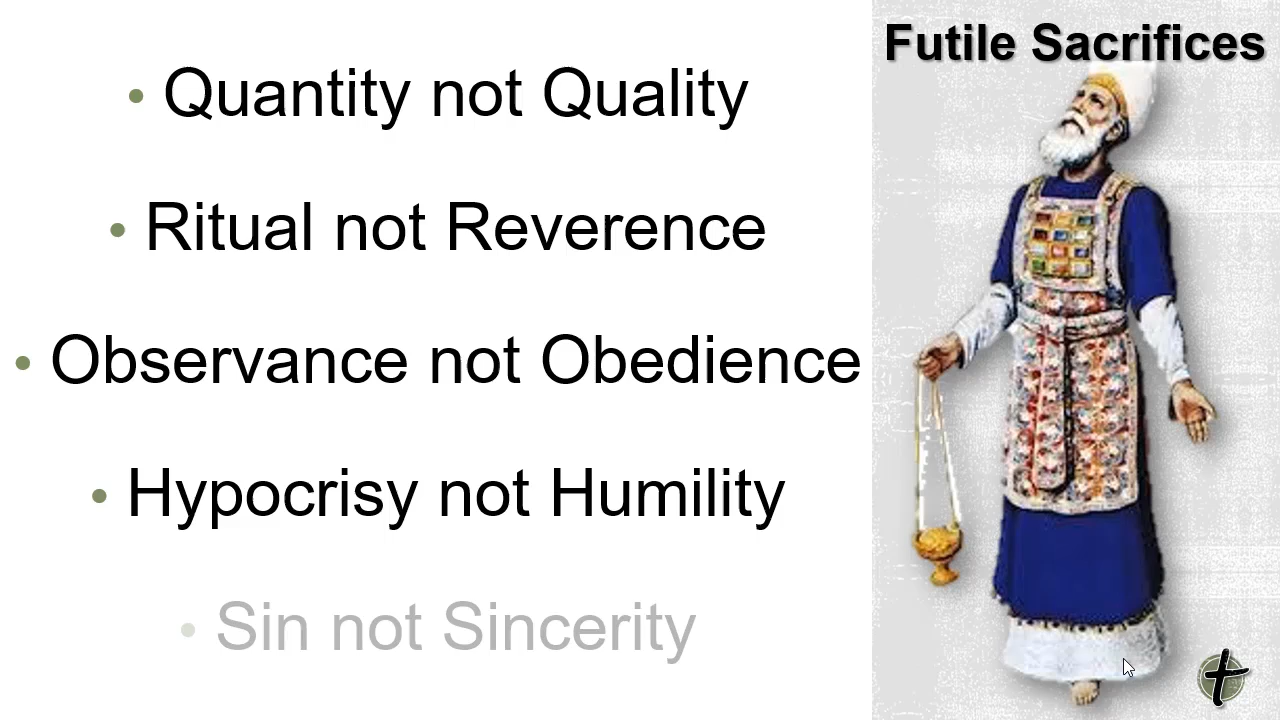 Futile Sacrifices
• Quantity not Quality
• Ritual not Reverence
• Observance not Obedience
• Hypocrisy not Humility
• Sin not Sincerity